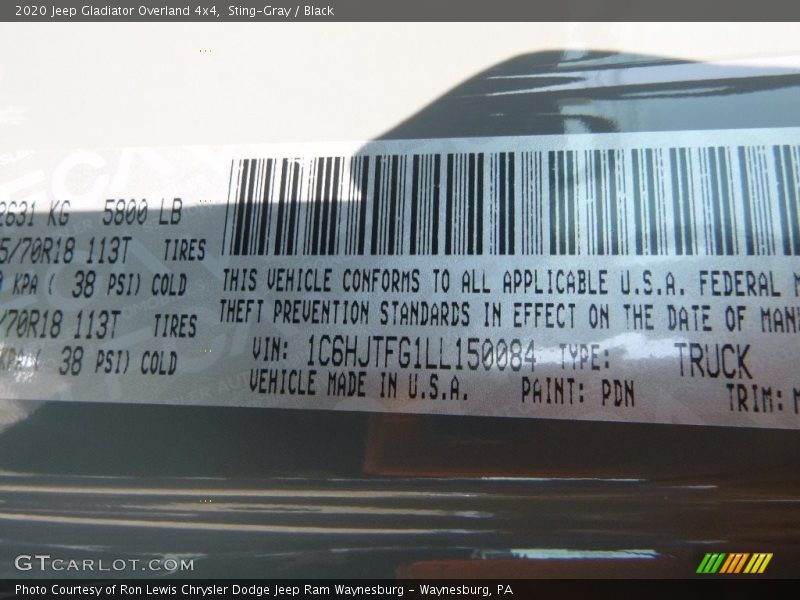 2020 Jeep Gladiator Overland 4x4, Sting-Gray / Black
2631 KG 5800 LB
5/70R18 113T TIRES
KPA ( 38 PSI) COLD
/70R18 113T TIRES
KPA ( 38 PSI) COLD
THIS VEHICLE CONFORMS TO ALL APPLICABLE U.S.A. FEDERAL M
THEFT PREVENTION STANDARDS IN EFFECT ON THE DATE OF MAN
VIN: 1C6HJTFG1LL150084 TYPE: TRUCK
VEHICLE MADE IN U.S.A. PAINT: PDN TRIM:
GTCARLOT.COM
Photo Courtesy of Ron Lewis Chrysler Dodge Jeep Ram Waynesburg - Waynesburg, PA